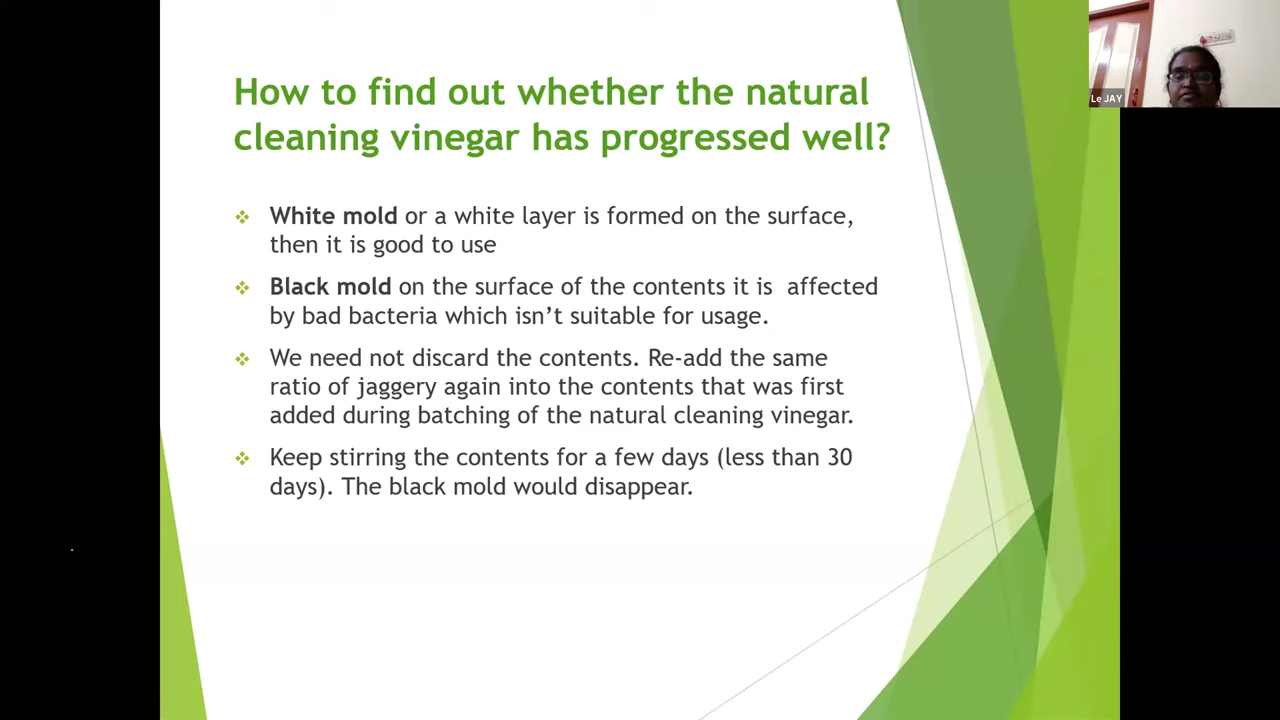 How to find out whether the natural
cleaning vinegar has progressed well?
White mold or a white layer is formed on the surface,
then it is good to use
Black mold on the surface of the contents it is affected
by bad bacteria which isn’t suitable for usage.
We need not discard the contents. Re-add the same
ratio of jaggery again into the contents that was first
added during batching of the natural cleaning vinegar.
Keep stirring the contents for a few days (less than 30
days). The black mold would disappear.
Le JAY